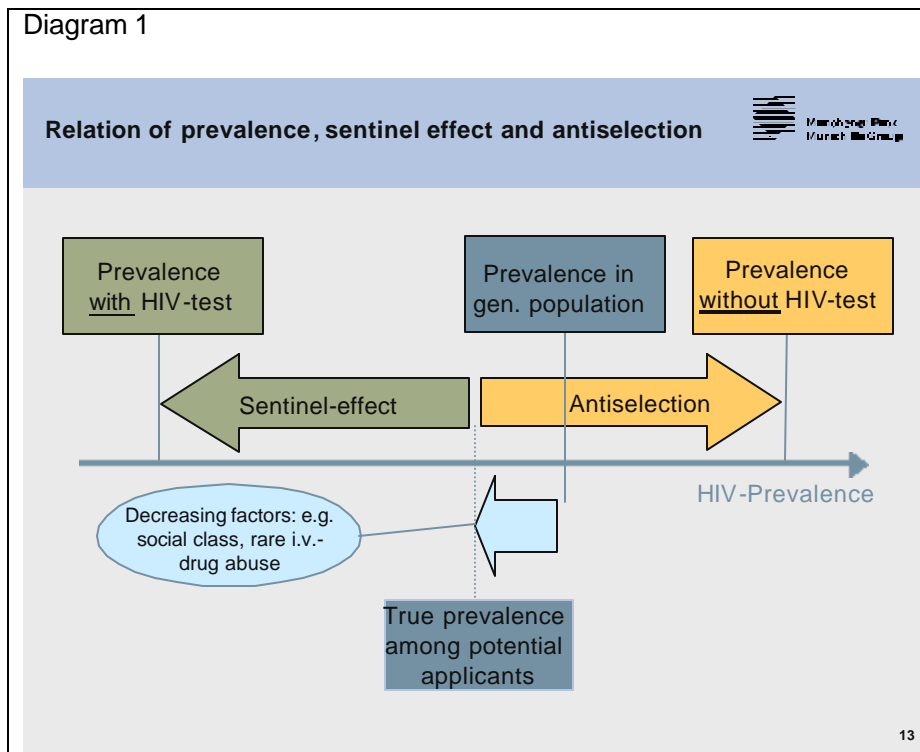 Diagram 1
Relation of prevalence, sentinel effect and antiselection
Prevalence
with HIV-test
Prevalence in
gen. population
Prevalence
without HIV-test
Sentinel-effect
Antiselection
HIV-Prevalence
Decreasing factors: e.g.
social class, rare i.v.-
drug abuse
True prevalence
among potential
applicants
13